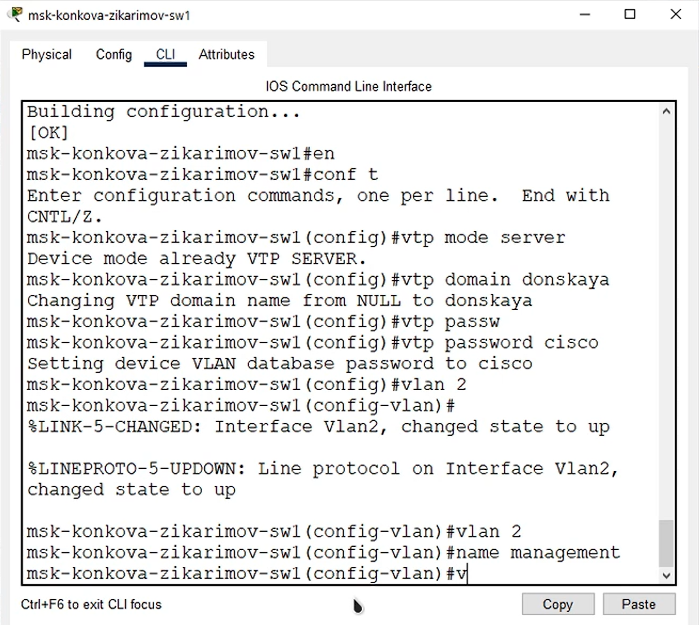 msk-konkova-zikarimov-sw1
Physical Config CLI Attributes
IOS Command Line Interface
Building configuration...
[OK]
msk-konkova-zikarimov-sw1#en
msk-konkova-zikarimov-sw1#conf t
Enter configuration commands, one per line.  End with
CNTL/Z.
msk-konkova-zikarimov-sw1(config)#vtp mode server
Device mode already VTP SERVER.
msk-konkova-zikarimov-sw1(config)#vtp domain donskaya
Changing VTP domain name from NULL to donskaya
msk-konkova-zikarimov-sw1(config)#vtp passw
msk-konkova-zikarimov-sw1(config)#vtp password cisco
Setting device VLAN database password to cisco
msk-konkova-zikarimov-sw1(config)#vlan 2
msk-konkova-zikarimov-sw1(config-vlan)#
%LINK-5-CHANGED: Interface Vlan2, changed state to up
%LINEPROTO-5-UPDOWN: Line protocol on Interface Vlan2,
changed state to up
msk-konkova-zikarimov-sw1(config-vlan)#vlan 2
msk-konkova-zikarimov-sw1(config-vlan)#name management
msk-konkova-zikarimov-sw1(config-vlan)#v
Ctrl+F6 to exit CLI focus Copy Paste